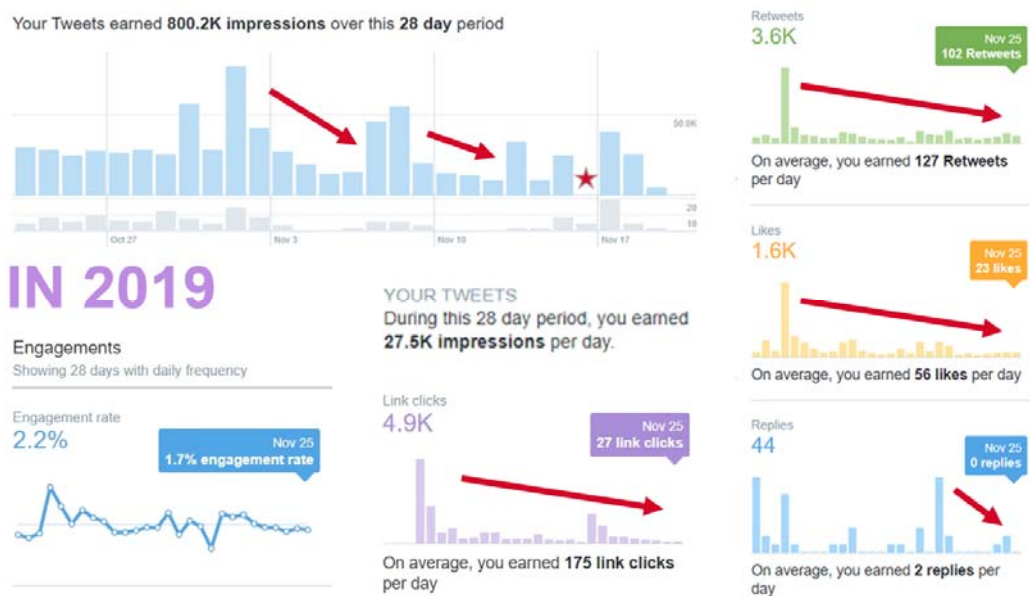 Your Tweets earned 800.2K impressions over this 28 day period
50.0K
20
10
Oct 27
Nov 3
Nov 10
Nov 17
IN 2019
Engagements
Showing 28 days with daily frequency
Engagement rate
2.2%
Nov 25
1.7% engagement rate
YOUR TWEETS
During this 28 day period, you earned
27.5K impressions per day.
Link clicks
4.9K
Nov 25
27 link clicks
On average, you earned 175 link clicks
per day
Retweets
3.6K
Nov 25
102 Retweets
On average, you earned 127 Retweets
per day
Likes
1.6K
Nov 25
23 likes
On average, you earned 56 likes per day
Replies
44
Nov 25
0 replies
On average, you earned 2 replies per
day